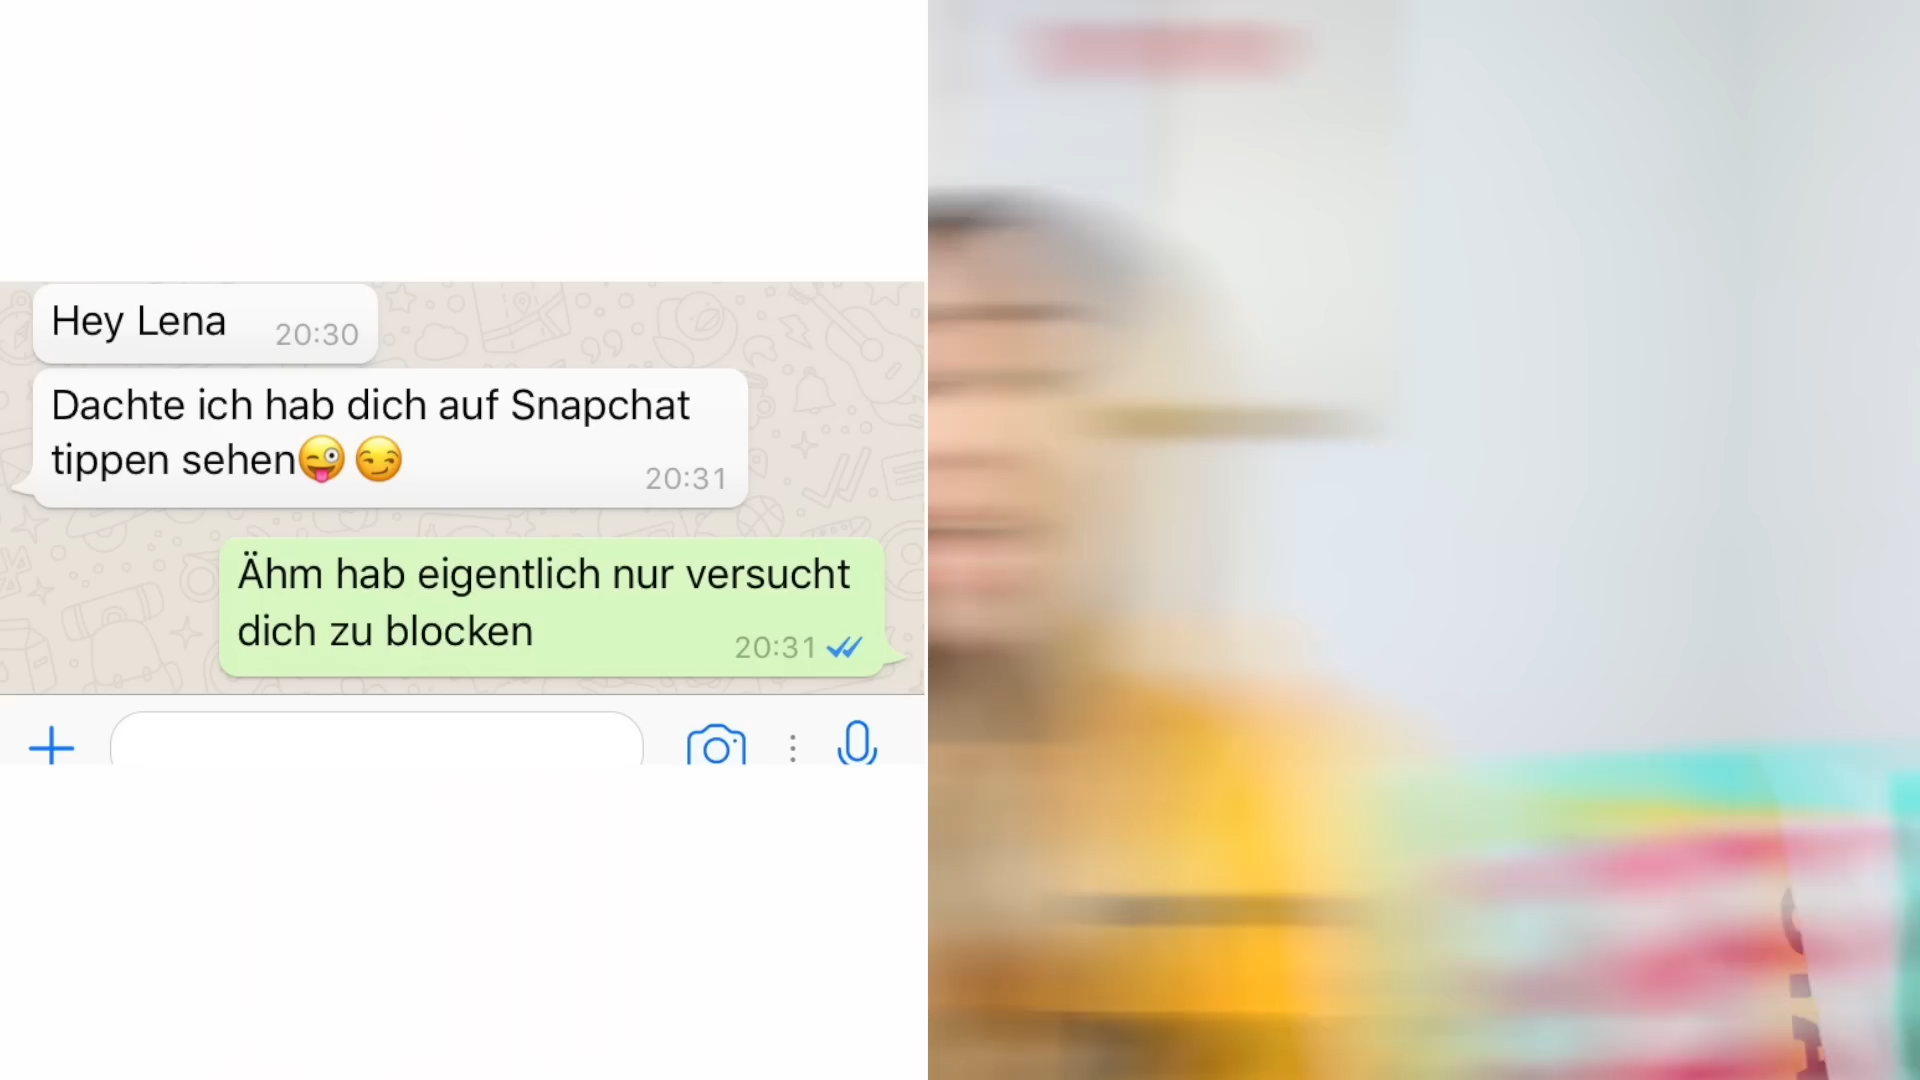 Hey Lena 20:30
Dachte ich hab dich auf Snapchat
tippen sehen😜😏 20:31
Ähm hab eigentlich nur versucht
dich zu blocken 20:31